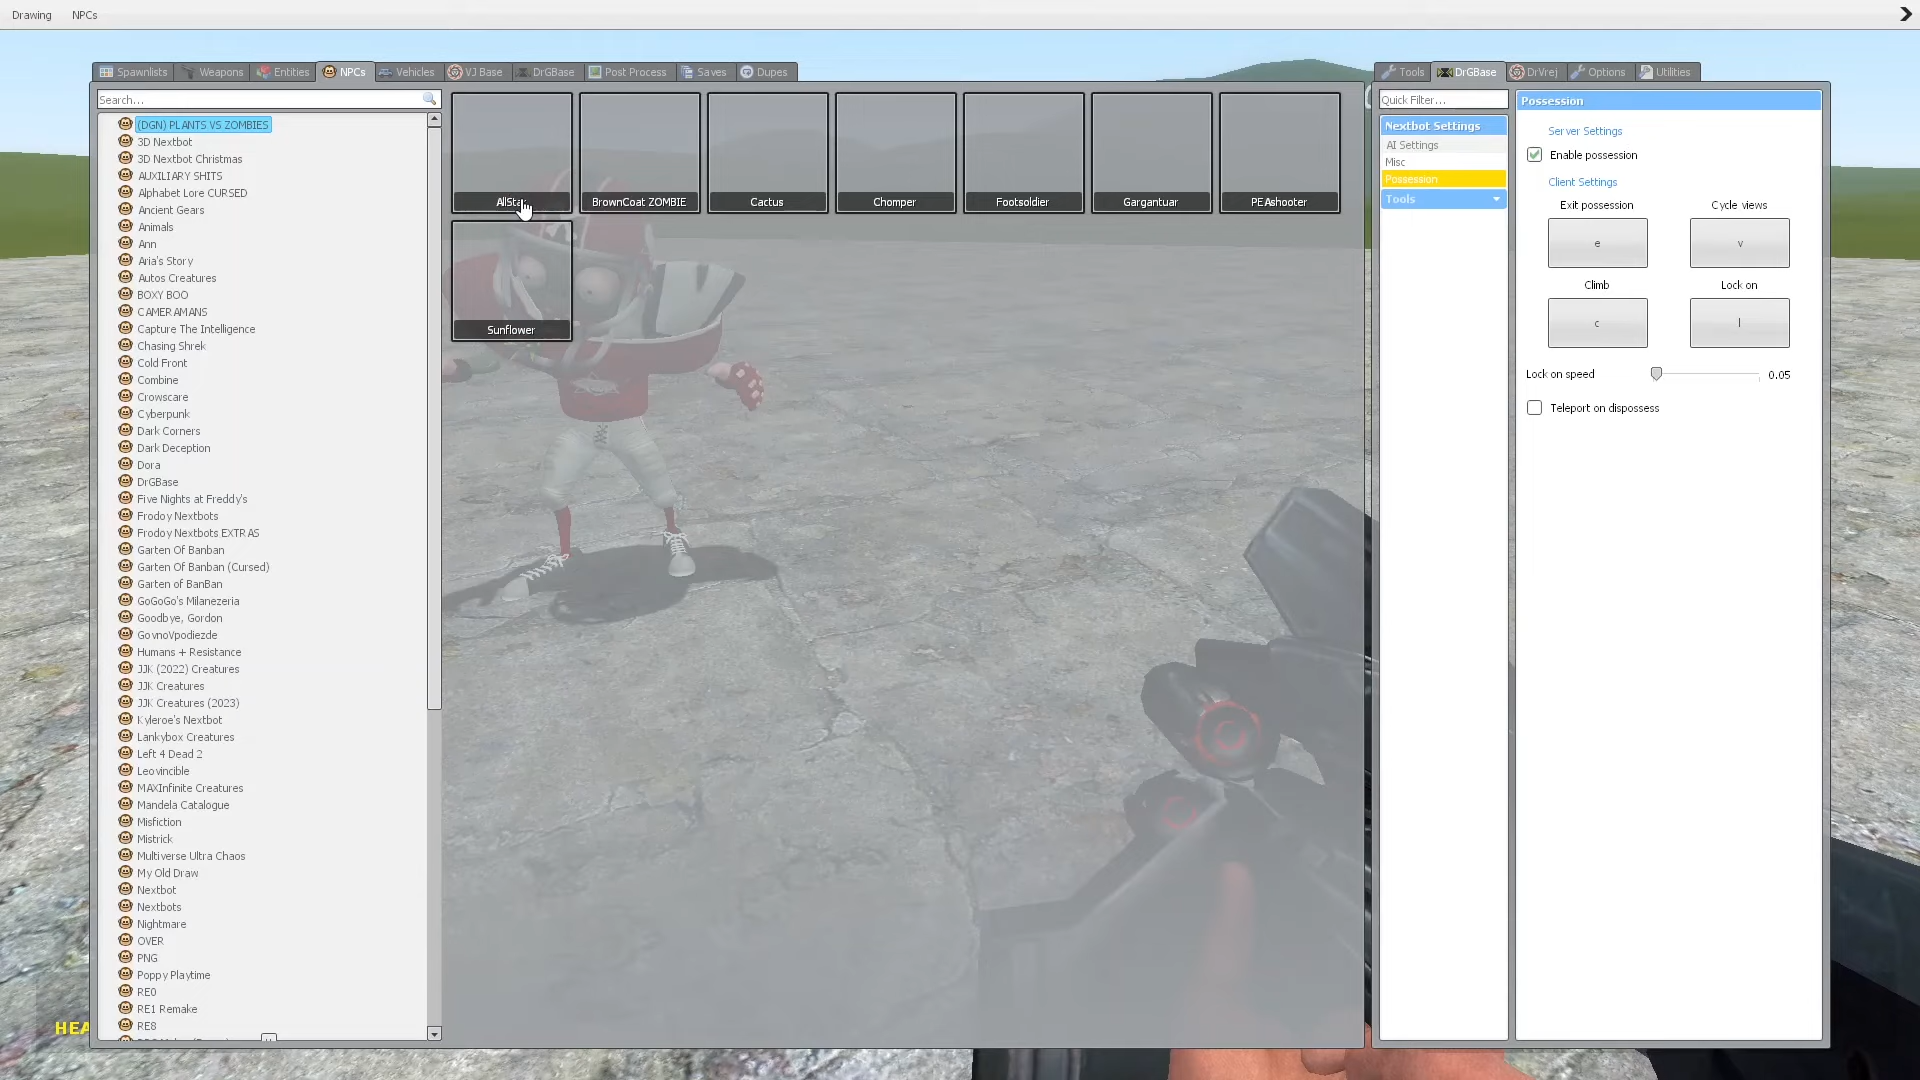 Drawing NPCs
Spawnlists Weapons Entities NPCs Vehicles VJ Base DrGBase Post Process Saves Dupes
Tools DrGBase DrVrej Options Utilities
Search...
(DGN) PLANTS VS ZOMBIES
3D Nextbot
3D Nextbot Christmas
AUXILIARY SHITS
Alphabet Lore CURSED
Ancient Gears
Animals
Ann
Aria's Story
Autos Creatures
BOXY BOO
CAMERAMANS
Capture The Intelligence
Chasing Shrek
Cold Front
Combine
Crowscare
Cyberpunk
Dark Corners
Dark Deception
Dora
DrGBase
Five Nights at Freddy's
Frodoy Nextbots
Frodoy Nextbots EXTRAS
Garten Of Banban
Garten Of Banban (Cursed)
Garten of BanBan
GoGoGo's Milanezeria
Goodbye, Gordon
GovnoVpodiezde
Humans + Resistance
JJK (2022) Creatures
JJK Creatures
JJK Creatures (2023)
Kyleroe's Nextbot
Lankybox Creatures
Left 4 Dead 2
Leovincible
MAXInfinite Creatures
Mandela Catalogue
Misfiction
Mistrick
Multiverse Ultra Chaos
My Old Draw
Nextbot
Nextbots
Nightmare
OVER
PNG
Poppy Playtime
RE0
RE1 Remake
RE8
AllStar BrownCoat ZOMBIE Cactus Chomper Footsoldier Gargantuar PEAshooter
Sunflower
Quick Filter...
Nextbot Settings
AI Settings
Misc
Possession
Tools
Possession
Server Settings
Enable possession
Client Settings
Exit possession Cycle views
e v
Climb Lock on
c l
Lock on speed 0.05
Teleport on dispossess
HEA